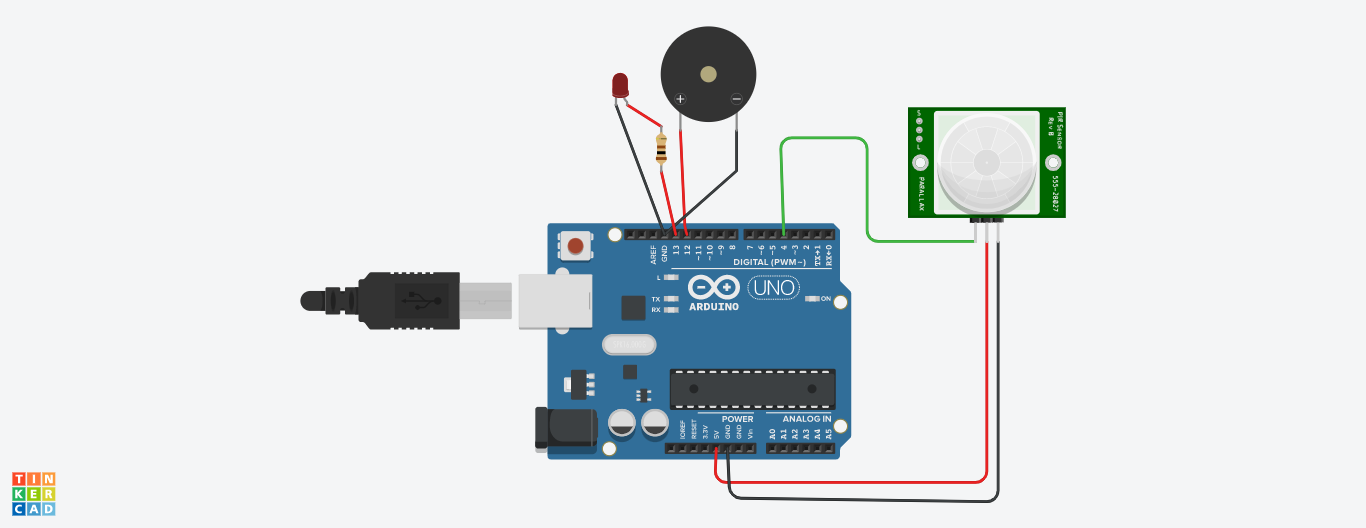 + −
S
L
PIR SENSOR
Rev B
PARALLAX
555-28027
AREF
GND
13
12
~11
~10
~9
8
7
~6
~5
4
~3
2
TX→1
RX←0
DIGITAL (PWM~)
L
TX
RX
ARDUINO
UNO
ON
POWER
ANALOG IN
IOREF
RESET
3.3V
5V
GND
GND
Vin
A0
A1
A2
A3
A4
A5
TIN
KER
CAD